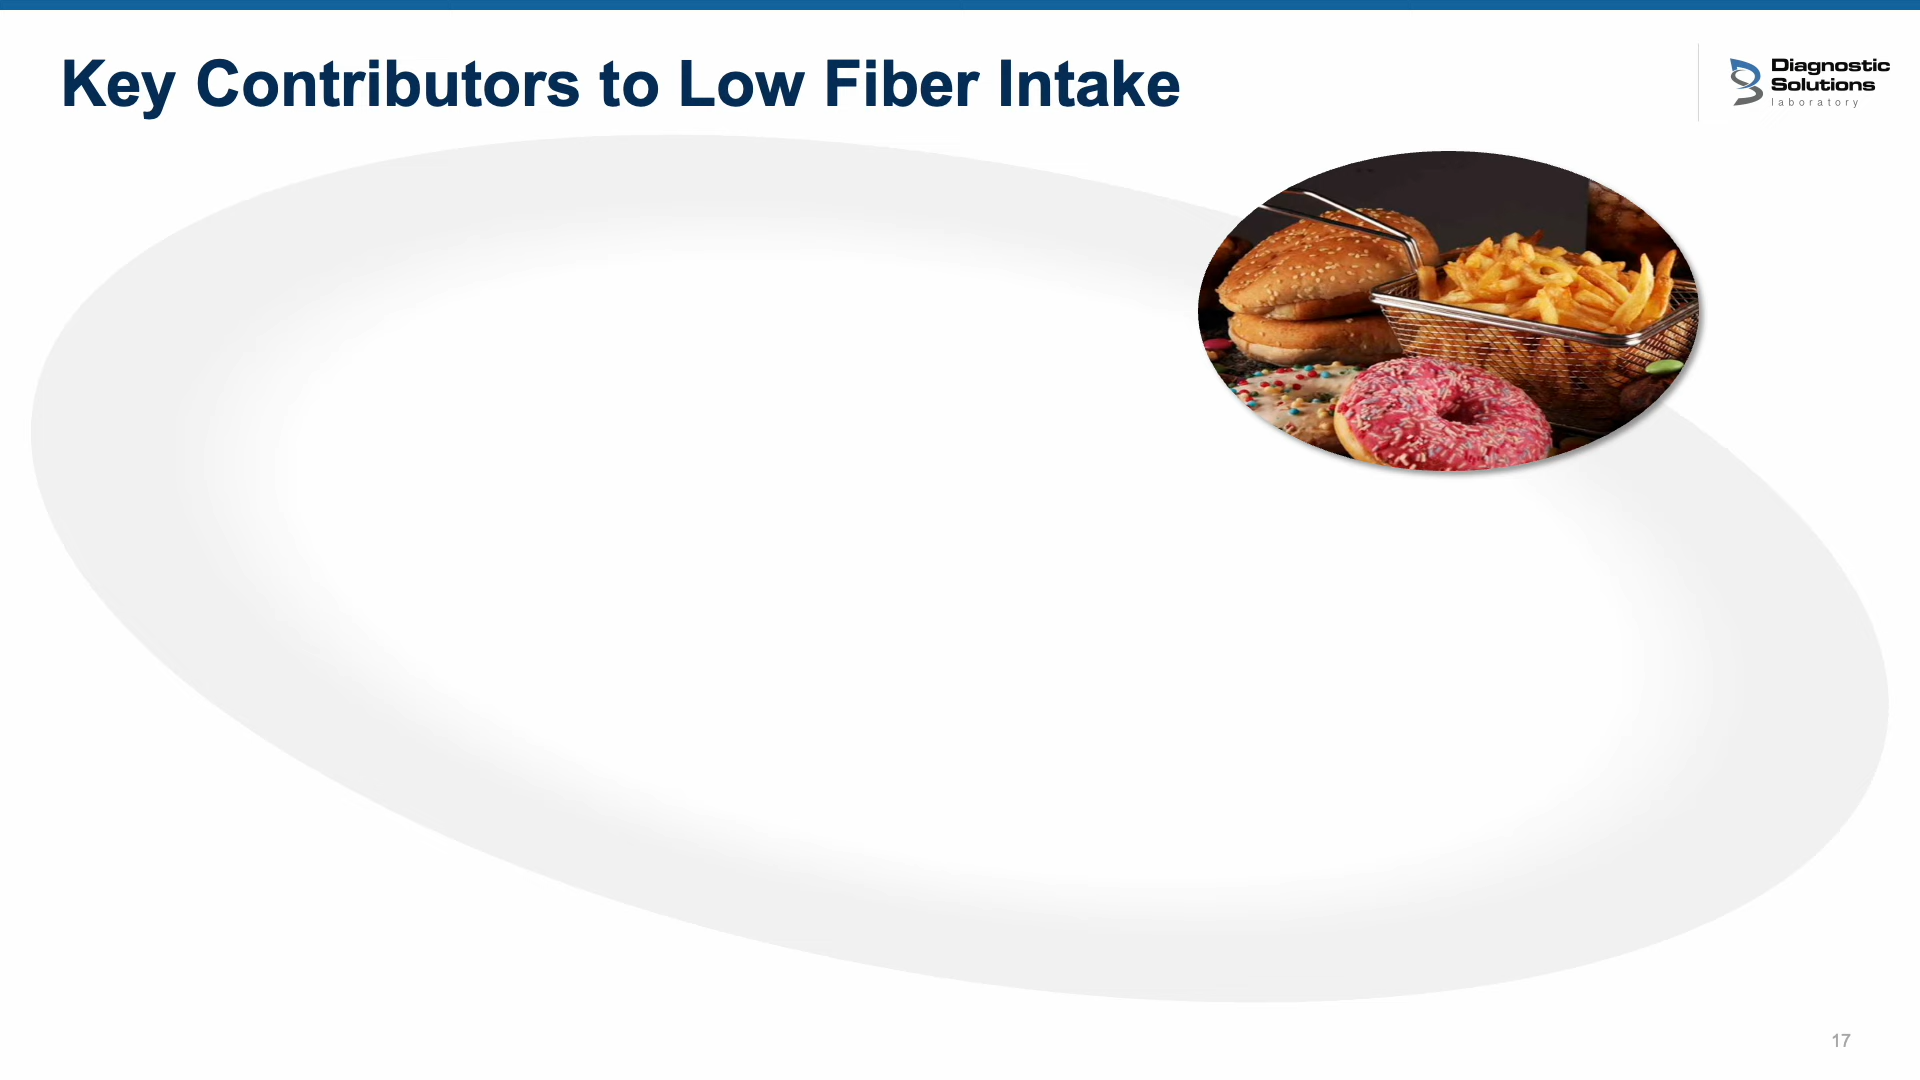 Key Contributors to Low Fiber Intake
Diagnostic
Solutions
laboratory
17